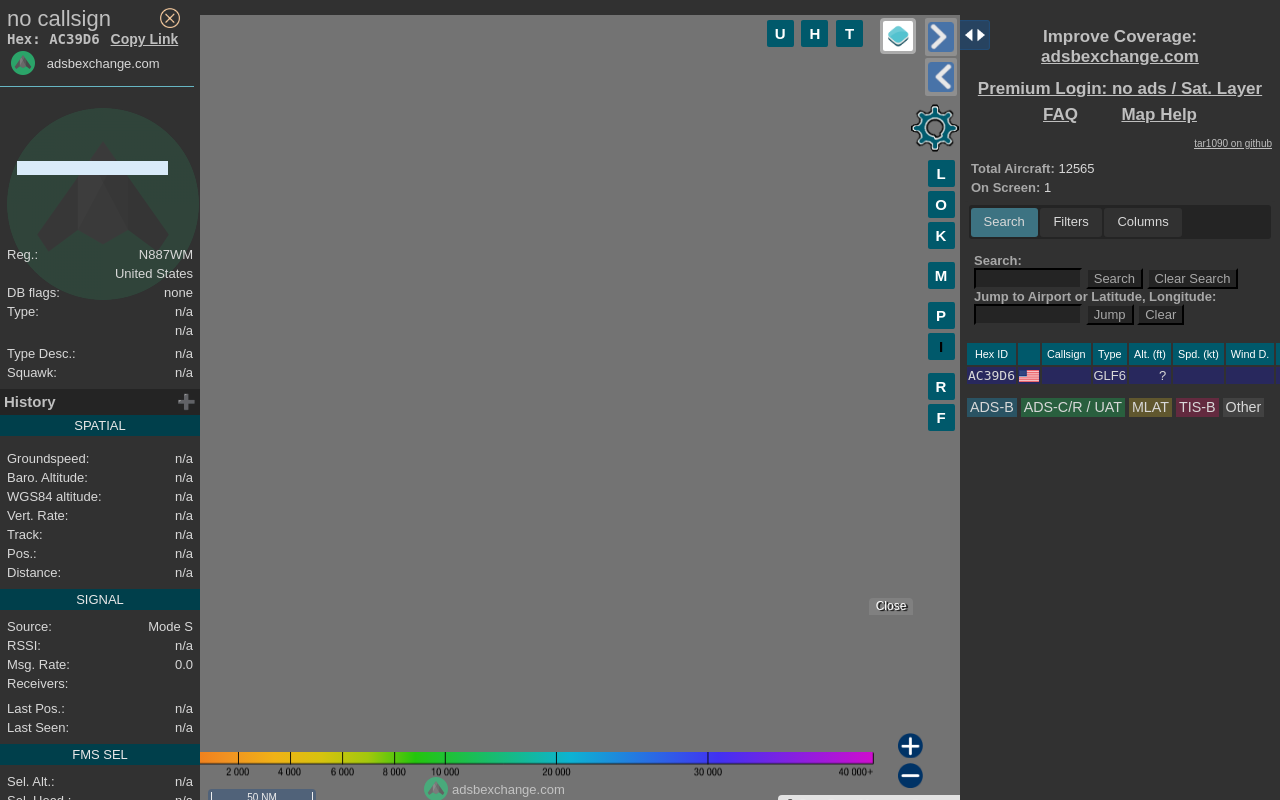 no callsign
Hex: AC39D6 Copy Link
adsbexchange.com
Reg.: N887WM
United States
DB flags: none
Type: n/a
n/a
Type Desc.: n/a
Squawk: n/a
History
SPATIAL
Groundspeed: n/a
Baro. Altitude: n/a
WGS84 altitude: n/a
Vert. Rate: n/a
Track: n/a
Pos.: n/a
Distance: n/a
SIGNAL
Source: Mode S
RSSI: n/a
Msg. Rate: 0.0
Receivers:
Last Pos.: n/a
Last Seen: n/a
FMS SEL
Sel. Alt.: n/a
Sel. Head.: n/a
U H T
L
O
K
M
P
I
R
F
Close
2 000 4 000 6 000 8 000 10 000 20 000 30 000 40 000+
adsbexchange.com
50 NM
Improve Coverage:
adsbexchange.com
Premium Login: no ads / Sat. Layer
FAQ Map Help
tar1090 on github
Total Aircraft: 12565
On Screen: 1
Search Filters Columns
Search:
Search Clear Search
Jump to Airport or Latitude, Longitude:
Jump Clear
Hex ID Callsign Type Alt. (ft) Spd. (kt) Wind D.
AC39D6 GLF6 ?
ADS-B ADS-C/R / UAT MLAT TIS-B Other